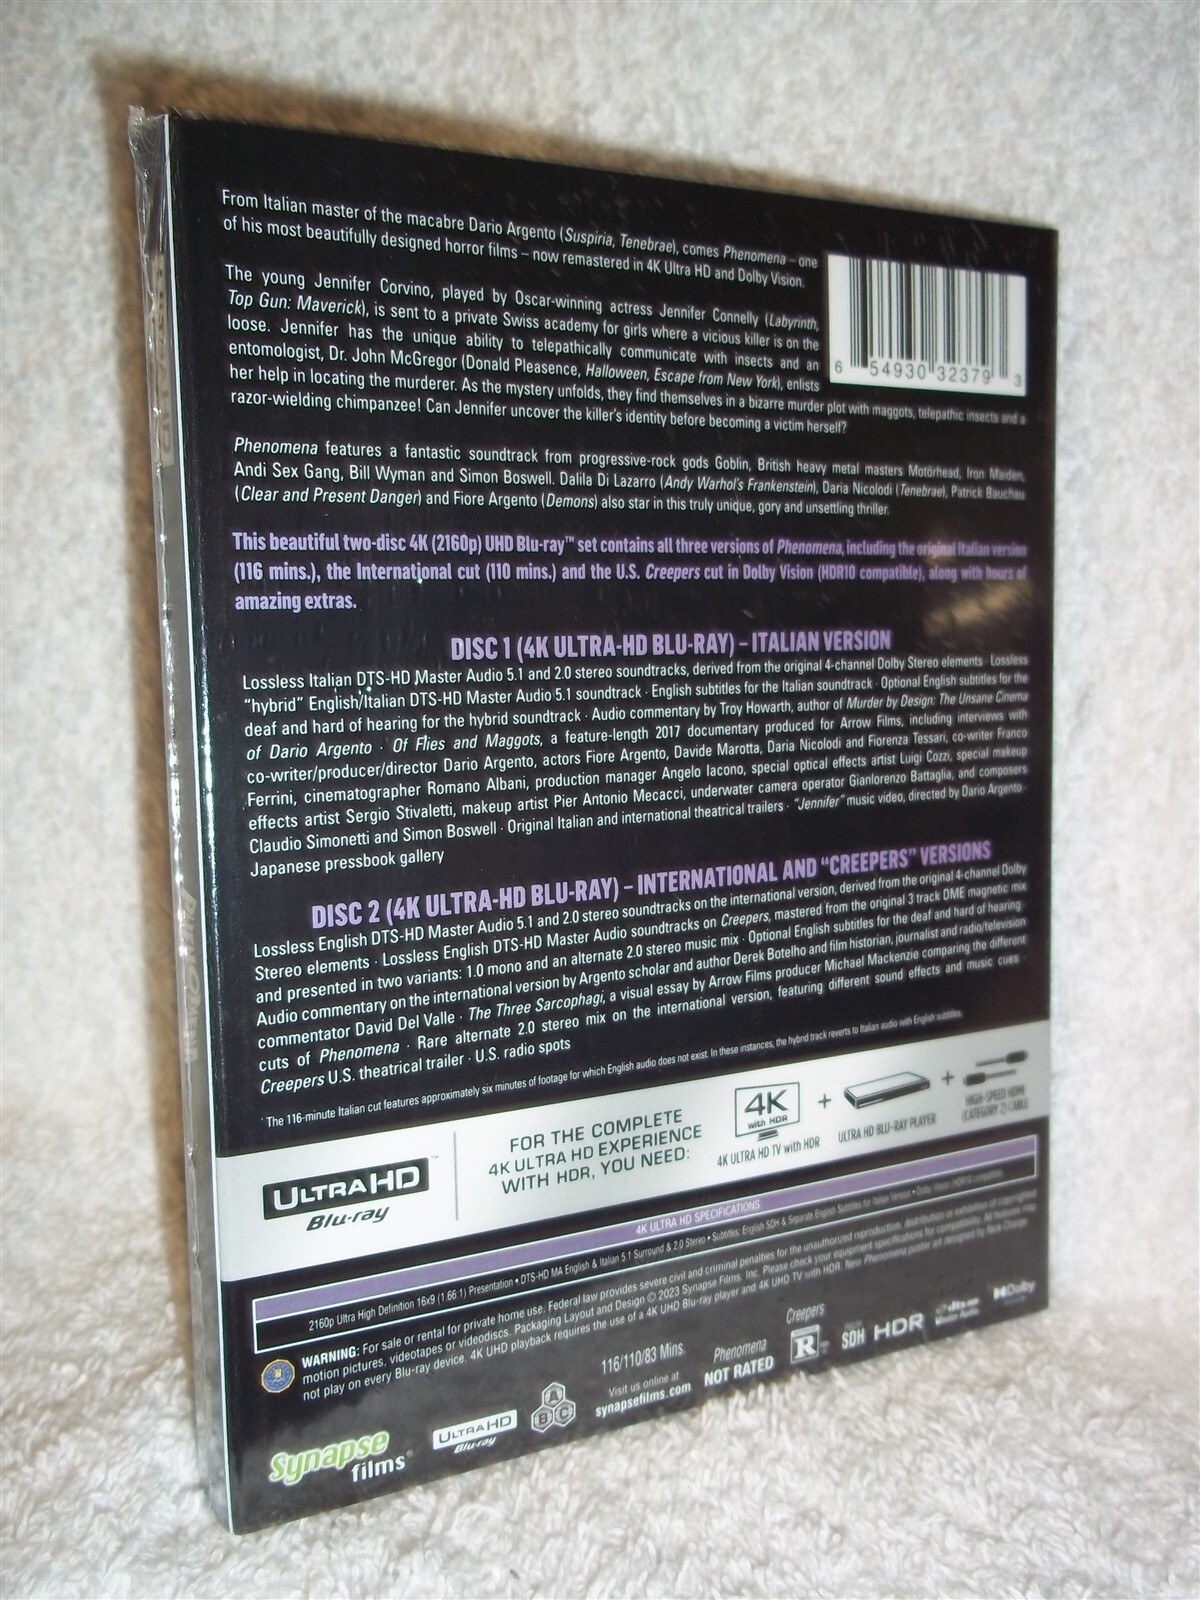 From Italian master of the macabre Dario Argento (Suspiria, Tenebrae), comes Phenomena – one
of his most beautifully designed horror films – now remastered in 4K Ultra HD and Dolby Vision.
The young Jennifer Corvino, played by Oscar-winning actress Jennifer Connelly (Labyrinth,
Top Gun: Maverick), is sent to a private Swiss academy for girls where a vicious killer is on the
loose. Jennifer has the unique ability to telepathically communicate with insects and an
entomologist, Dr. John McGregor (Donald Pleasence, Halloween, Escape from New York), enlists
her help in locating the murderer. As the mystery unfolds, they find themselves in a bizarre murder plot with maggots, telepathic insects and a
razor-wielding chimpanzee! Can Jennifer uncover the killer's identity before becoming a victim herself?
6 54930 32379 3
Phenomena features a fantastic soundtrack from progressive-rock gods Goblin, British heavy metal masters Motörhead, Iron Maiden,
Andi Sex Gang, Bill Wyman and Simon Boswell. Dalila Di Lazarro (Andy Warhol's Frankenstein), Daria Nicolodi (Tenebrae), Patrick Bauchau
(Clear and Present Danger) and Fiore Argento (Demons) also star in this truly unique, gory and unsettling thriller.
This beautiful two-disc 4K (2160p) UHD Blu-ray™ set contains all three versions of Phenomena, including the original Italian version
(116 mins.), the International cut (110 mins.) and the U.S. Creepers cut in Dolby Vision (HDR10 compatible), along with hours of
amazing extras.
DISC 1 (4K ULTRA-HD BLU-RAY) – ITALIAN VERSION
Lossless Italian DTS-HD Master Audio 5.1 and 2.0 stereo soundtracks, derived from the original 4-channel Dolby Stereo elements · Lossless
"hybrid" English/Italian DTS-HD Master Audio 5.1 soundtrack · English subtitles for the Italian soundtrack · Optional English subtitles for the
deaf and hard of hearing for the hybrid soundtrack · Audio commentary by Troy Howarth, author of Murder by Design: The Unsane Cinema
of Dario Argento · Of Flies and Maggots, a feature-length 2017 documentary produced for Arrow Films, including interviews with
co-writer/producer/director Dario Argento, actors Fiore Argento, Davide Marotta, Daria Nicolodi and Fiorenza Tessari, co-writer Franco
Ferrini, cinematographer Romano Albani, production manager Angelo Iacono, special optical effects artist Luigi Cozzi, special makeup
effects artist Sergio Stivaletti, makeup artist Pier Antonio Mecacci, underwater camera operator Gianlorenzo Battaglia, and composers
Claudio Simonetti and Simon Boswell · Original Italian and international theatrical trailers · "Jennifer" music video, directed by Dario Argento ·
Japanese pressbook gallery
DISC 2 (4K ULTRA-HD BLU-RAY) – INTERNATIONAL AND "CREEPERS" VERSIONS
Lossless English DTS-HD Master Audio 5.1 and 2.0 stereo soundtracks on the international version, derived from the original 4-channel Dolby
Stereo elements · Lossless English DTS-HD Master Audio soundtracks on Creepers, mastered from the original 3 track DME magnetic mix
and presented in two variants: 1.0 mono and an alternate 2.0 stereo music mix · Optional English subtitles for the deaf and hard of hearing ·
Audio commentary on the international version by Argento scholar and author Derek Botelho and film historian, journalist and radio/television
commentator David Del Valle · The Three Sarcophagi, a visual essay by Arrow Films producer Michael Mackenzie comparing the different
cuts of Phenomena · Rare alternate 2.0 stereo mix on the international version, featuring different sound effects and music cues ·
Creepers U.S. theatrical trailer · U.S. radio spots
· The 116-minute Italian cut features approximately six minutes of footage for which English audio does not exist. In these instances, the hybrid track reverts to Italian audio with English subtitles.
ULTRA HD™
Blu-ray
FOR THE COMPLETE
4K ULTRA HD EXPERIENCE
WITH HDR, YOU NEED:
4K
with HDR
+
+
4K ULTRA HD TV with HDR
ULTRA HD BLU-RAY PLAYER
HIGH-SPEED HDMI
(CATEGORY 2) CABLE
4K ULTRA HD SPECIFICATIONS
2160p Ultra High Definition 16x9 (1.66:1) Presentation • DTS-HD MA English & Italian 5.1 Surround & 2.0 Stereo • Subtitles: English SDH & Separate English Subtitles for Italian Version • Dolby Vision (HDR10 compatible)
WARNING: For sale or rental for private home use. Federal law provides severe civil and criminal penalties for the unauthorized reproduction, distribution or exhibition of copyrighted
motion pictures, videotapes or videodiscs. Packaging Layout and Design © 2023 Synapse Films, Inc. Please check your equipment specifications for compatibility. All features may
not play on every Blu-ray device. 4K UHD playback requires the use of a 4K UHD Blu-ray player and 4K UHD TV with HDR. New Phenomena poster art designed by Nick
Synapse
films®
ULTRA HD
Blu-ray
A
B
C
116/110/83 Mins.
Visit us online at
synapsefilms.com
Phenomena
NOT RATED
Creepers
R
SDH
HDR
Dolby